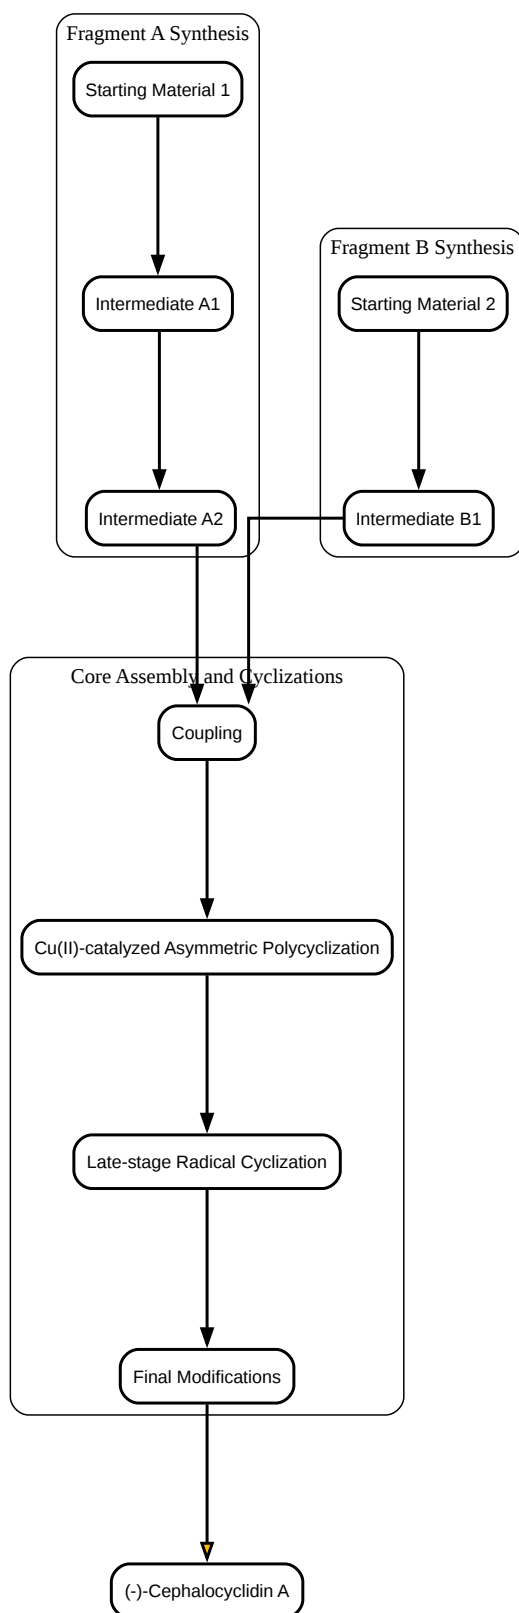 Fragment A Synthesis
Starting Material 1
Intermediate A1
Intermediate A2
Fragment B Synthesis
Starting Material 2
Intermediate B1
Core Assembly and Cyclizations
Coupling
Cu(II)-catalyzed Asymmetric Polycyclization
Late-stage Radical Cyclization
Final Modifications
(-)-Cephalocyclidin A